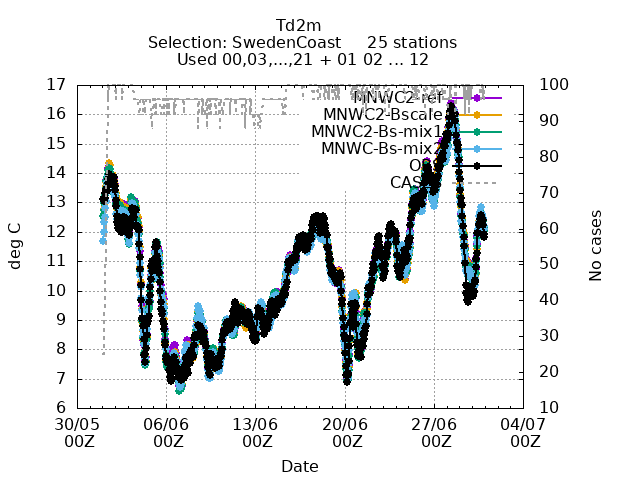 Td2m
Selection: SwedenCoast 25 stations
Used 00,03,...,21 + 01 02 ... 12
MNWC2-ref
MNWC2-Bscale
MNWC2-Bs-mix1
MNWC-Bs-mix2
17
16
15
14
13
12
11
10
9
8
7
6
deg C
100
90
80
70
60
50
40
30
20
10
No cases
30/05 06/06 13/06 20/06 27/06 04/07
00Z 00Z 00Z 00Z 00Z 00Z
Date